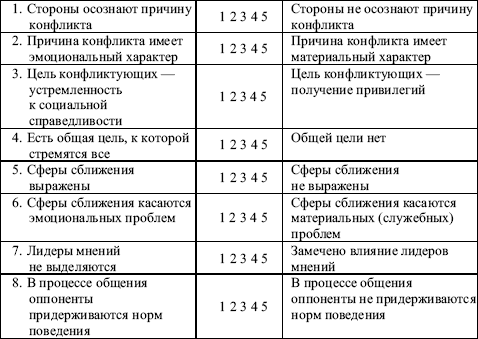 1. Стороны осознают причину конфликта | 1 2 3 4 5 | Стороны не осознают причину конфликта
2. Причина конфликта имеет эмоциональный характер | 1 2 3 4 5 | Причина конфликта имеет материальный характер
3. Цель конфликтующих — устремленность к социальной справедливости | 1 2 3 4 5 | Цель конфликтующих — получение привилегий
4. Есть общая цель, к которой стремятся все | 1 2 3 4 5 | Общей цели нет
5. Сферы сближения выражены | 1 2 3 4 5 | Сферы сближения не выражены
6. Сферы сближения касаются эмоциональных проблем | 1 2 3 4 5 | Сферы сближения касаются материальных (служебных) проблем
7. Лидеры мнений не выделяются | 1 2 3 4 5 | Замечено влияние лидеров мнений
8. В процессе общения оппоненты придерживаются норм поведения | 1 2 3 4 5 | В процессе общения оппоненты не придерживаются норм поведения